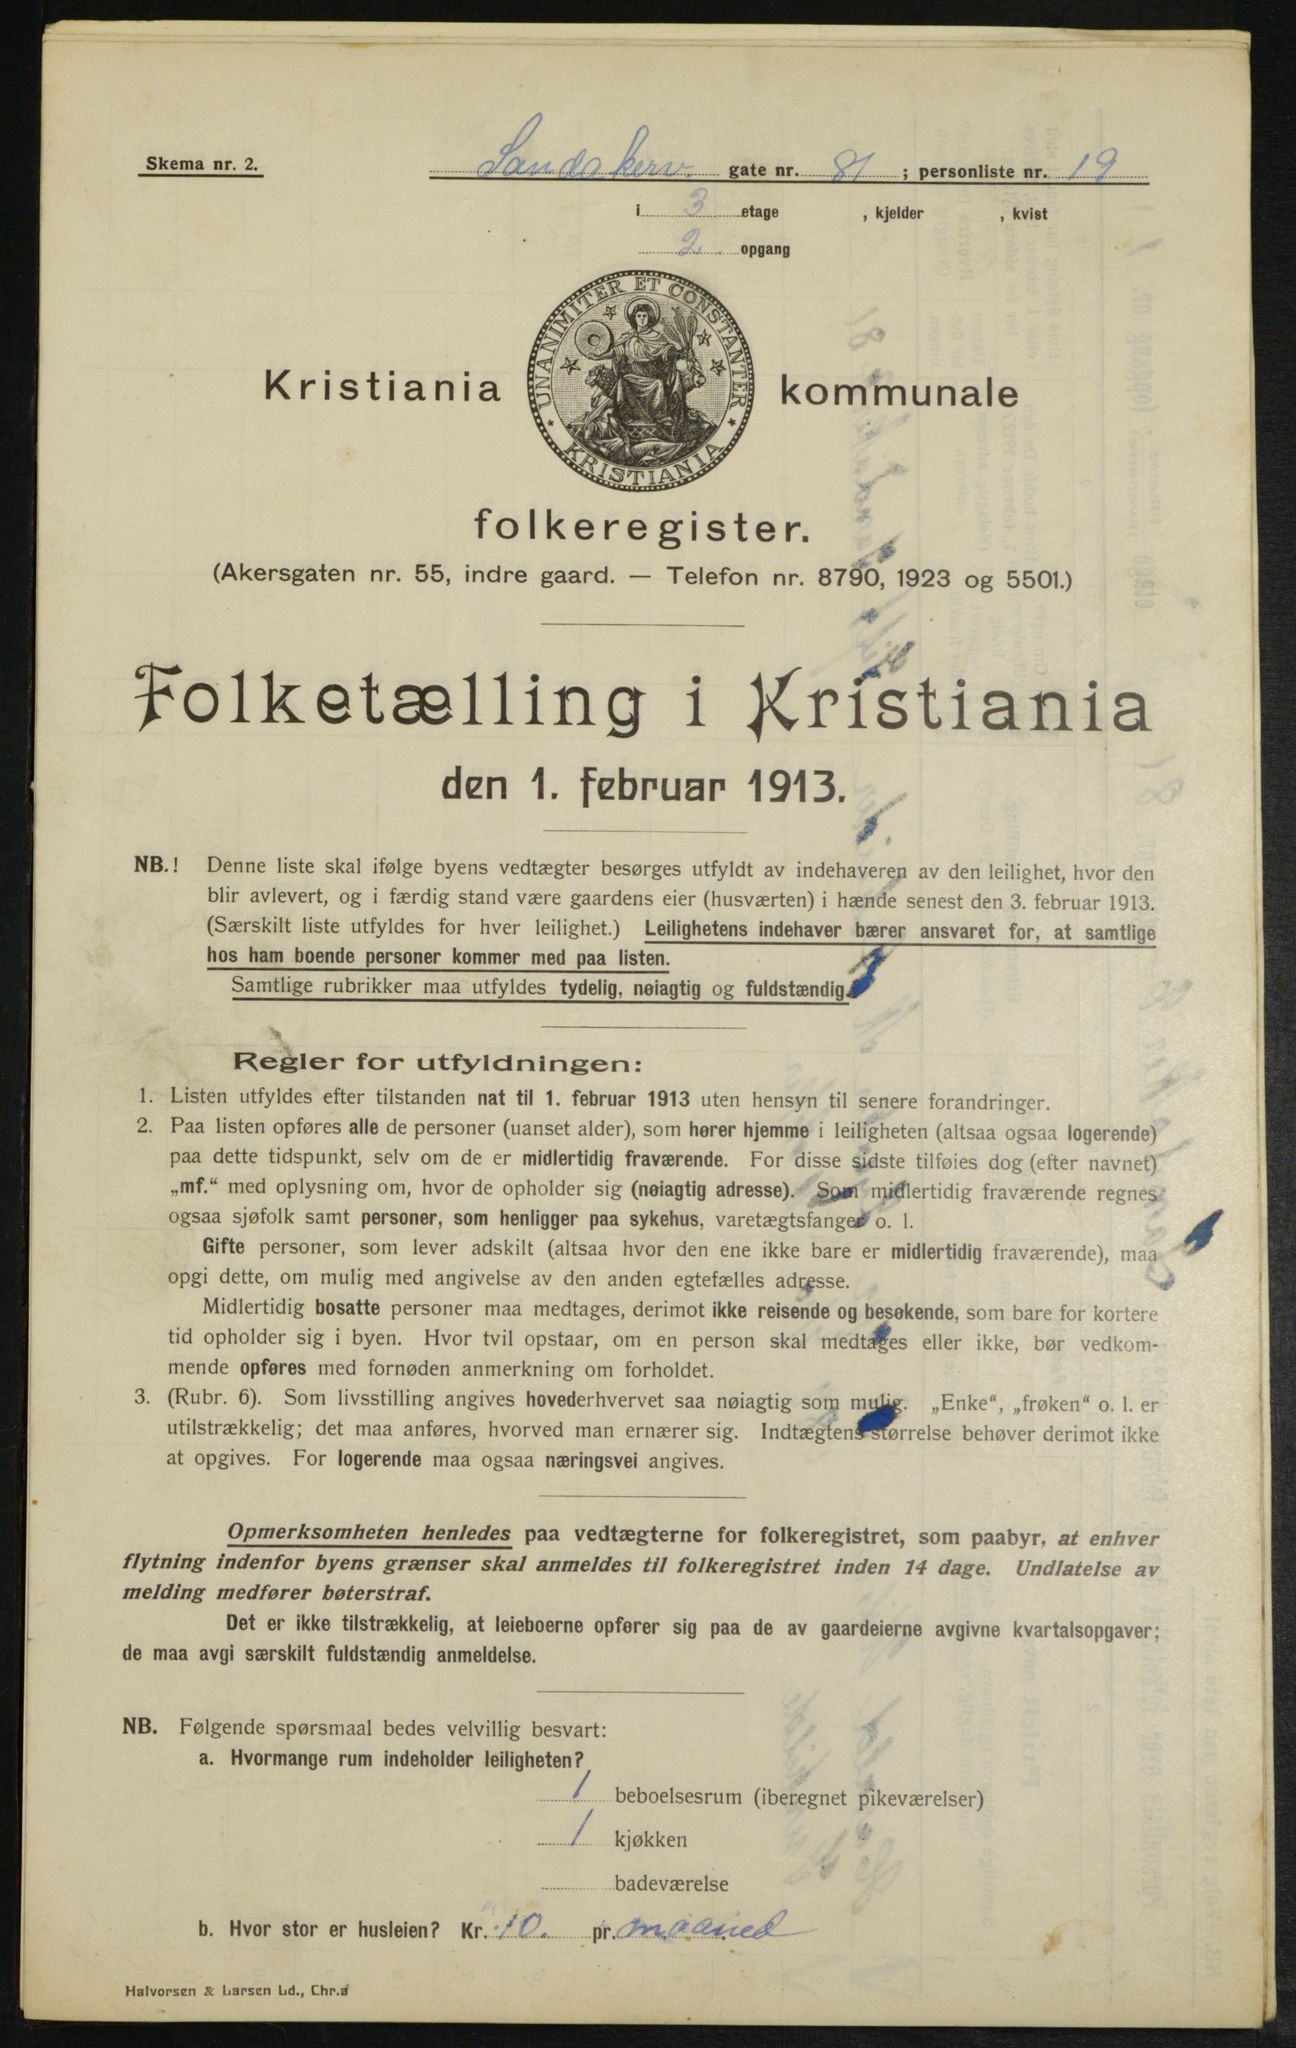 Skema nr. 2.
Sandakerv. gate nr. 81 ; personliste nr. 19
i 3 etage , kjelder , kvist
2. opgang
UNANIMITER ET CONSTANTER
KRISTIANIA
Kristiania kommunale
folkeregister.
(Akersgaten nr. 55, indre gaard. — Telefon nr. 8790, 1923 og 5501.)
Folketælling i Kristiania
den 1. februar 1913.
NB.! Denne liste skal ifølge byens vedtægter besørges utfyldt av indehaveren av den leilighet, hvor den
blir avlevert, og i færdig stand være gaardens eier (husværten) i hænde senest den 3. februar 1913.
(Særskilt liste utfyldes for hver leilighet.) Leilighetens indehaver bærer ansvaret for, at samtlige
hos ham boende personer kommer med paa listen.
Samtlige rubrikker maa utfyldes tydelig, nøiagtig og fuldstændig.
Regler for utfyldningen:
1. Listen utfyldes efter tilstanden nat til 1. februar 1913 uten hensyn til senere forandringer.
2. Paa listen opføres alle de personer (uanset alder), som hører hjemme i leiligheten (altsaa ogsaa logerende)
paa dette tidspunkt, selv om de er midlertidig fraværende. For disse sidste tilføies dog (efter navnet)
„mf.“ med oplysning om, hvor de opholder sig (nøiagtig adresse). Som midlertidig fraværende regnes
ogsaa sjøfolk samt personer, som henligger paa sykehus, varetægtsfanger o. l.
Gifte personer, som lever adskilt (altsaa hvor den ene ikke bare er midlertidig fraværende), maa
opgi dette, om mulig med angivelse av den anden egtefælles adresse.
Midlertidig bosatte personer maa medtages, derimot ikke reisende og besøkende, som bare for kortere
tid opholder sig i byen. Hvor tvil opstaar, om en person skal medtages eller ikke, bør vedkom-
mende opføres med fornøden anmerkning om forholdet.
3. (Rubr. 6). Som livsstilling angives hovederhvervet saa nøiagtig som mulig. „Enke“, „frøken“ o. l. er
utilstrækkelig; det maa anføres, hvorved man ernærer sig. Indtægtens størrelse behøver derimot ikke
at opgives. For logerende maa ogsaa næringsvei angives.
Opmerksomheten henledes paa vedtægterne for folkeregistret, som paabyr, at enhver
flytning indenfor byens grænser skal anmeldes til folkeregistret inden 14 dage. Undlatelse av
melding medfører bøterstraf.
Det er ikke tilstrækkelig, at leieboerne opfører sig paa de av gaardeierne avgivne kvartalsopgaver;
de maa avgi særskilt fuldstændig anmeldelse.
NB. Følgende spørsmaal bedes velvillig besvart:
a. Hvormange rum indeholder leiligheten?
1 beboelsesrum (iberegnet pikeværelser)
1 kjøkken
badeværelse
b. Hvor stor er husleien? Kr. 10. pr. maaned
Halvorsen & Larsen Ld., Chr.a